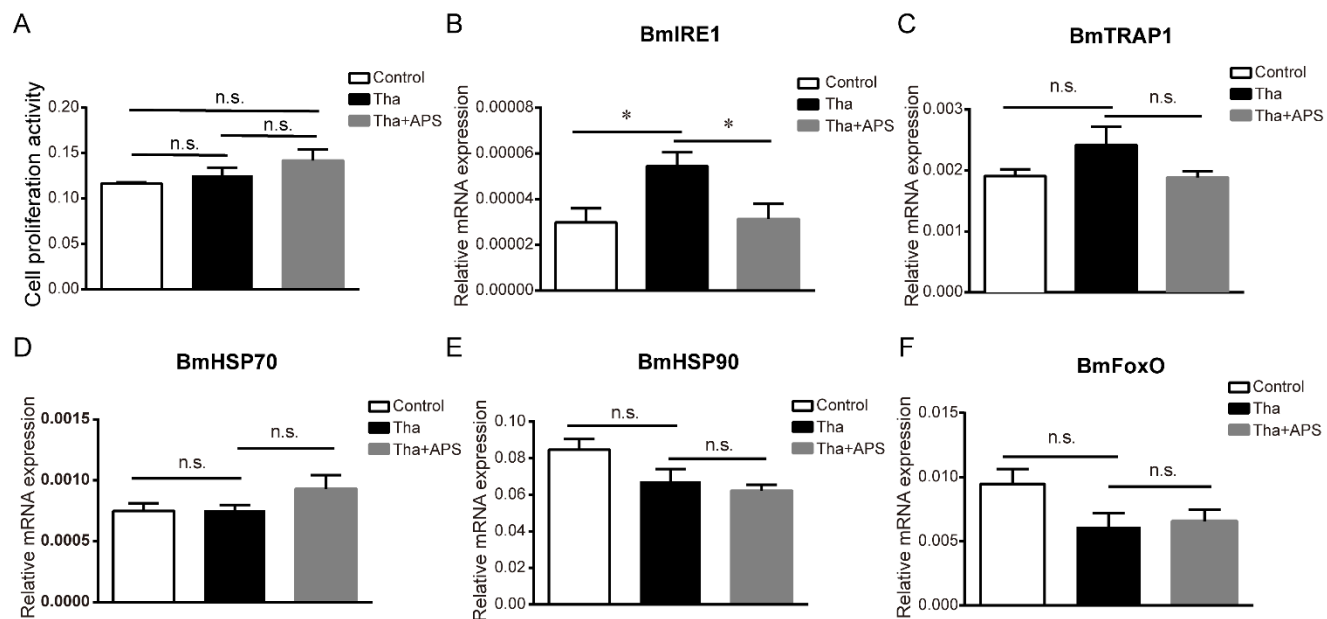 A
Cell proliferation activity
0.20
0.15
0.10
0.05
0.00
n.s.
n.s.
n.s.
Control
Tha
Tha+APS
B
BmIRE1
Relative mRNA expression
0.00008
0.00006
0.00004
0.00002
0.00000
*
*
Control
Tha
Tha+APS
C
BmTRAP1
Relative mRNA expression
0.003
0.002
0.001
0.000
n.s.
n.s.
Control
Tha
Tha+APS
D
BmHSP70
Relative mRNA expression
0.0015
0.0010
0.0005
0.0000
n.s.
n.s.
Control
Tha
Tha+APS
E
BmHSP90
Relative mRNA expression
0.10
0.08
0.06
0.04
0.02
0.00
n.s.
n.s.
Control
Tha
Tha+APS
F
BmFoxO
Relative mRNA expression
0.015
0.010
0.005
0.000
n.s.
n.s.
Control
Tha
Tha+APS